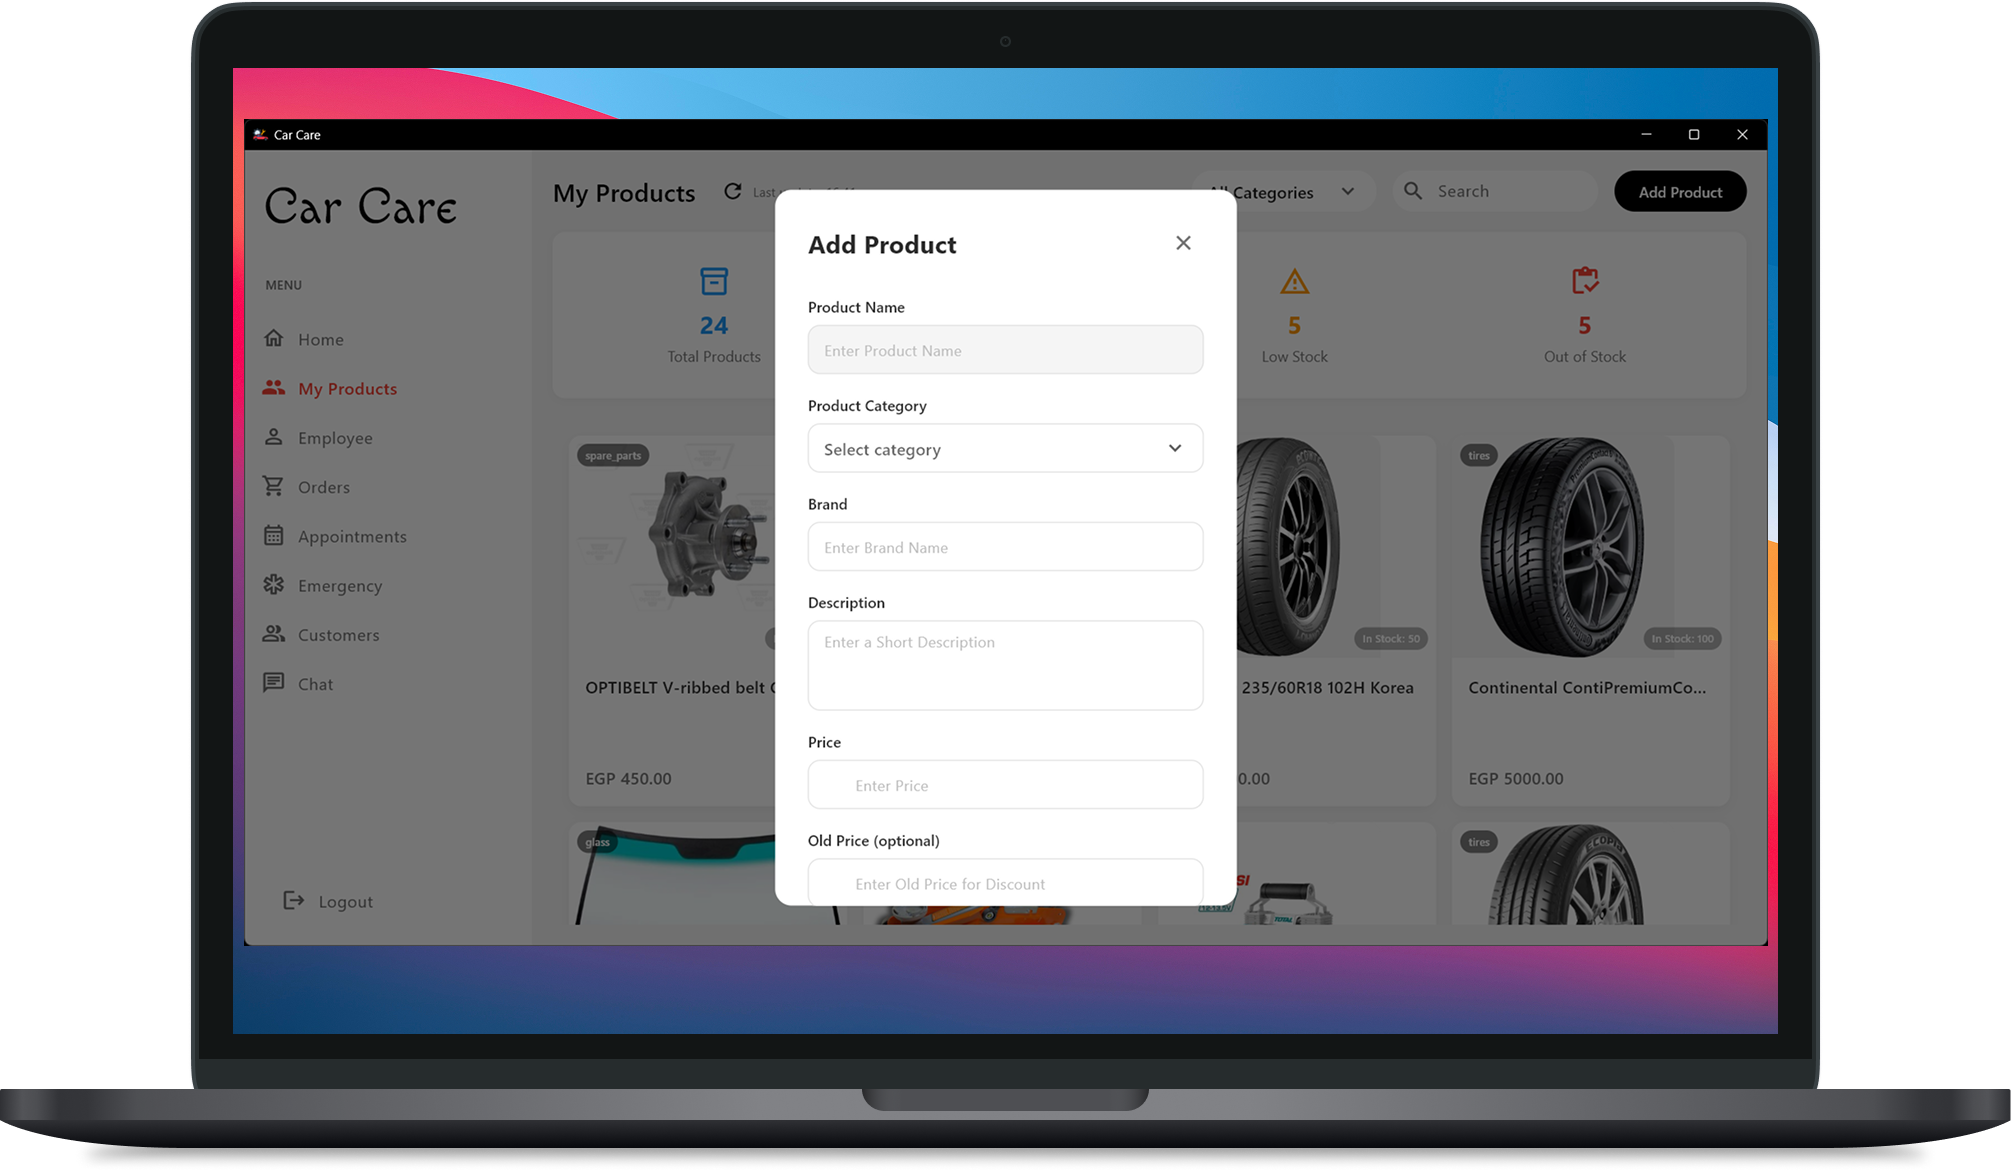 Car Care
Car Care
MENU
Home
My Products
Employee
Orders
Appointments
Emergency
Customers
Chat
Logout
My Products
Last
Categories
Search
Add Product
24
Total Products
5
Low Stock
5
Out of Stock
Add Product
Product Name
Enter Product Name
Product Category
Select category
Brand
Enter Brand Name
Description
Enter a Short Description
Price
Enter Price
Old Price (optional)
Enter Old Price for Discount
spare_parts
OPTIBELT V-ribbed belt
EGP 450.00
In Stock: 50
235/60R18 102H Korea
0.00
tires
In Stock: 100
Continental ContiPremiumCo...
EGP 5000.00
glass
SI
TOTAL
tires
ECOPIA